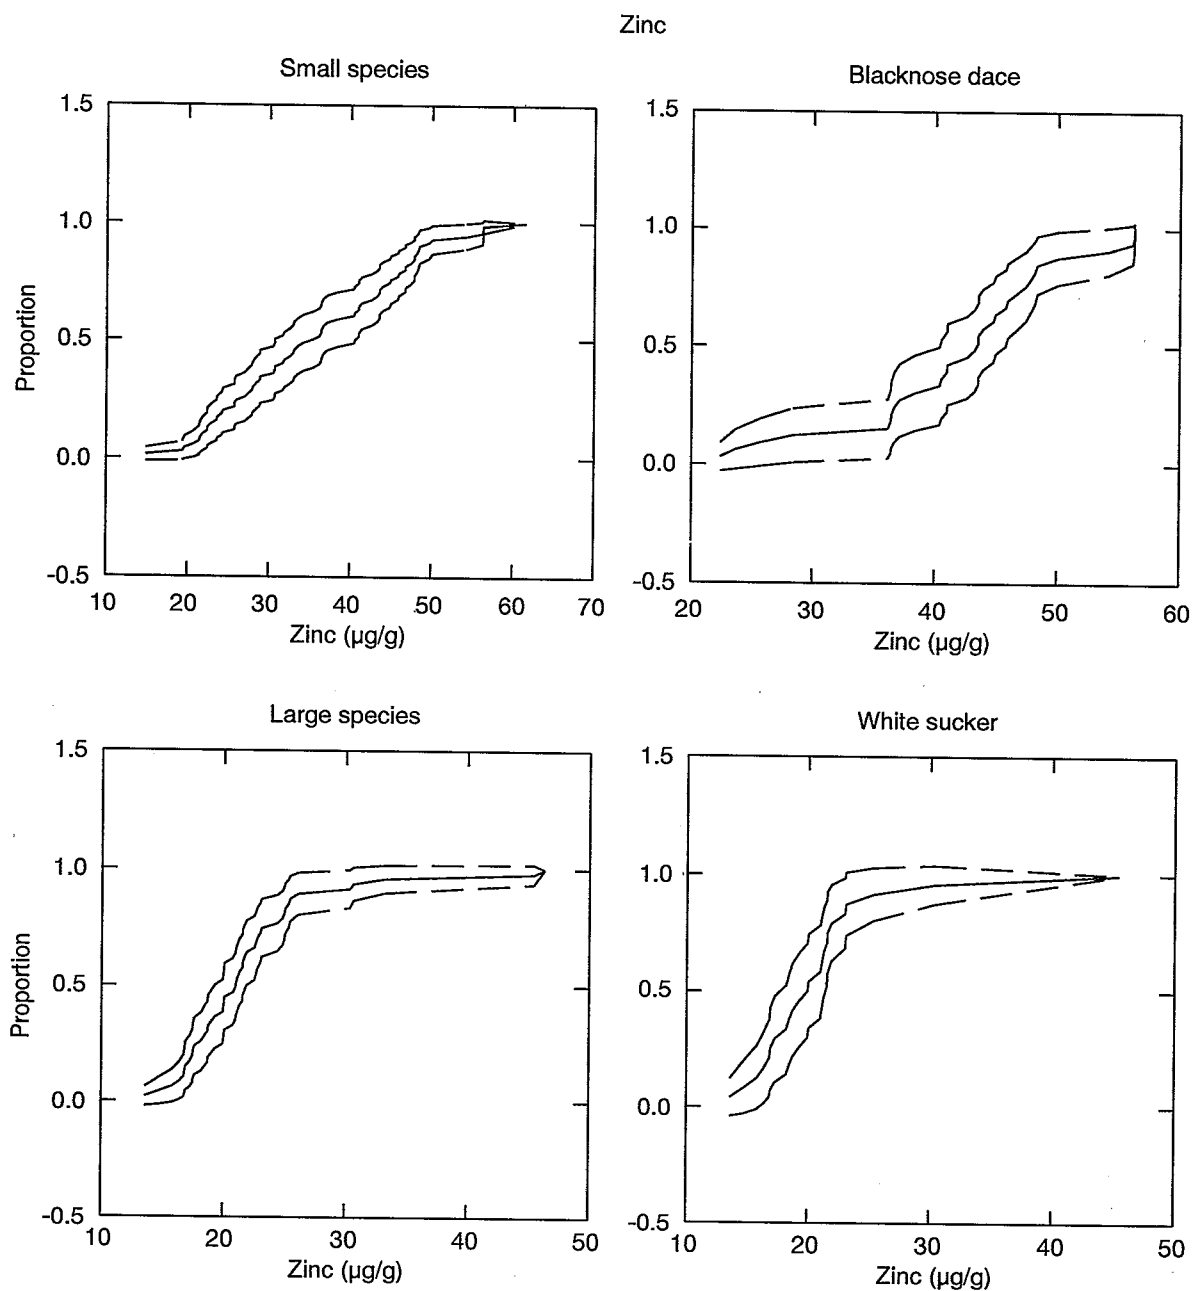 Zinc
Small species
1.5
1.0
0.5
0.0
-0.5
Proportion
10 20 30 40 50 60 70
Zinc (µg/g)
Blacknose dace
1.5
1.0
0.5
0.0
-0.5
20 30 40 50 60
Zinc (µg/g)
Large species
1.5
1.0
0.5
0.0
-0.5
Proportion
10 20 30 40 50
Zinc (µg/g)
White sucker
1.5
1.0
0.5
0.0
-0.5
10 20 30 40 50
Zinc (µg/g)